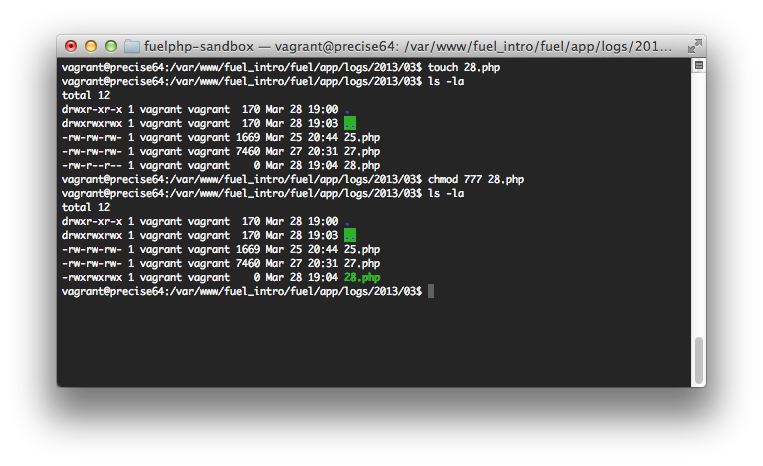 fuelphp-sandbox — vagrant@precise64: /var/www/fuel_intro/fuel/app/logs/201...
vagrant@precise64:/var/www/fuel_intro/fuel/app/logs/2013/03$ touch 28.php
vagrant@precise64:/var/www/fuel_intro/fuel/app/logs/2013/03$ ls -la
total 12
drwxr-xr-x 1 vagrant vagrant  170 Mar 28 19:00 .
drwxrwxrwx 1 vagrant vagrant  170 Mar 28 19:03 ..
-rw-rw-rw- 1 vagrant vagrant 1669 Mar 25 20:44 25.php
-rw-rw-rw- 1 vagrant vagrant 7460 Mar 27 20:31 27.php
-rw-r--r-- 1 vagrant vagrant    0 Mar 28 19:04 28.php
vagrant@precise64:/var/www/fuel_intro/fuel/app/logs/2013/03$ chmod 777 28.php
vagrant@precise64:/var/www/fuel_intro/fuel/app/logs/2013/03$ ls -la
total 12
drwxr-xr-x 1 vagrant vagrant  170 Mar 28 19:00 .
drwxrwxrwx 1 vagrant vagrant  170 Mar 28 19:03 ..
-rw-rw-rw- 1 vagrant vagrant 1669 Mar 25 20:44 25.php
-rw-rw-rw- 1 vagrant vagrant 7460 Mar 27 20:31 27.php
-rwxrwxrwx 1 vagrant vagrant    0 Mar 28 19:04 28.php
vagrant@precise64:/var/www/fuel_intro/fuel/app/logs/2013/03$